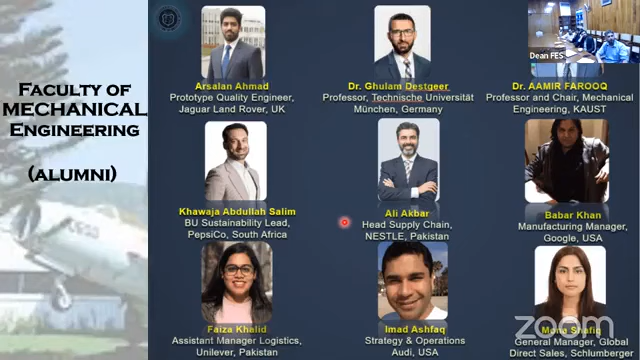 FACULTY OF
MECHANICAL
ENGINEERING
(ALUMNI)
Arsalan Ahmad
Prototype Quality Engineer,
Jaguar Land Rover, UK
Dr. Ghulam Destgeer
Professor, Technische Universität
München, Germany
Dean FES
Dr. AAMIR FAROOQ
Professor and Chair, Mechanical
Engineering, KAUST
Khawaja Abdullah Salim
BU Sustainability Lead,
PepsiCo, South Africa
Ali Akbar
Head Supply Chain,
NESTLE, Pakistan
Babar Khan
Manufacturing Manager,
Google, USA
Faiza Khalid
Assistant Manager Logistics,
Unilever, Pakistan
Imad Ashfaq
Strategy & Operations
Audi, USA
Mona Shafiq
General Manager, Global
Direct Sales, Schlumberger
zoom